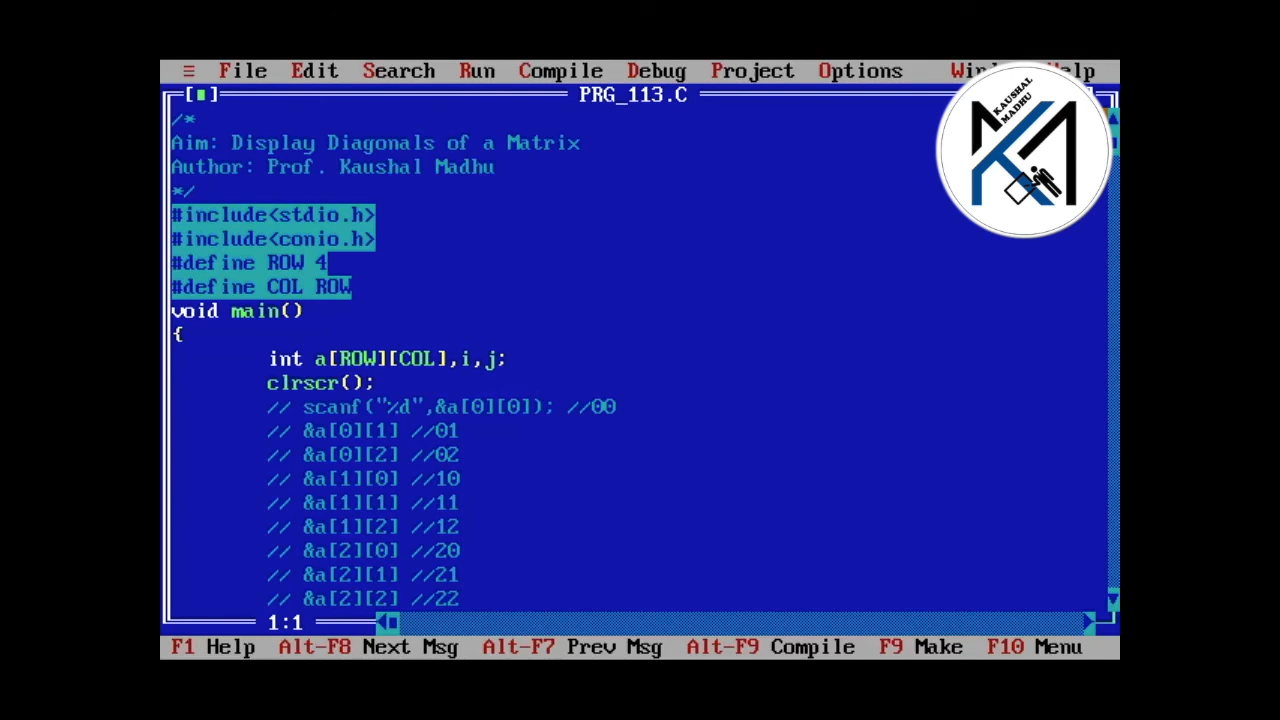 ≡ File Edit Search Run Compile Debug Project Options
PRG_113.C
KAUSHAL
MADHU
/*
Aim: Display Diagonals of a Matrix
Author: Prof. Kaushal Madhu
*/
#include<stdio.h>
#include<conio.h>
#define ROW 4
#define COL ROW
void main()
{
int a[ROW][COL],i,j;
clrscr();
// scanf("%d",&a[0][0]); //00
// &a[0][1] //01
// &a[0][2] //02
// &a[1][0] //10
// &a[1][1] //11
// &a[1][2] //12
// &a[2][0] //20
// &a[2][1] //21
// &a[2][2] //22
1:1
F1 Help Alt-F8 Next Msg Alt-F7 Prev Msg Alt-F9 Compile F9 Make F10 Menu